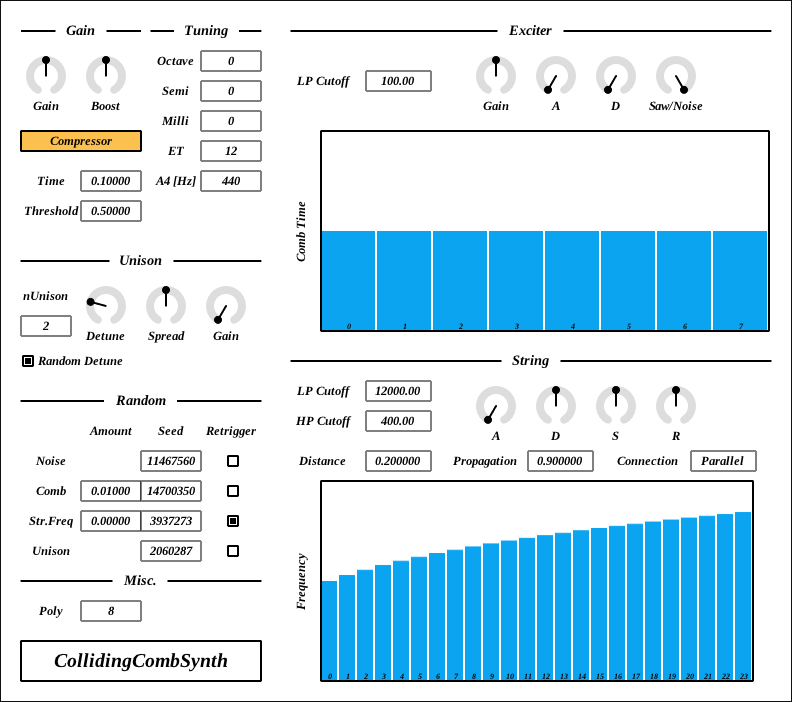 Gain
Tuning
Gain
Boost
Octave 0
Semi 0
Milli 0
ET 12
A4 [Hz] 440
Compressor
Time 0.10000
Threshold 0.50000
Unison
nUnison
2
Detune
Spread
Gain
Random Detune
Random
Amount Seed Retrigger
Noise 11467560
Comb 0.01000 14700350
Str.Freq 0.00000 3937273
Unison 2060287
Misc.
Poly 8
CollidingCombSynth
Exciter
LP Cutoff 100.00
Gain A D Saw/Noise
Comb Time
0 1 2 3 4 5 6 7
String
LP Cutoff 12000.00
HP Cutoff 400.00
A D S R
Distance 0.200000 Propagation 0.900000 Connection Parallel
Frequency
0 1 2 3 4 5 6 7 8 9 10 11 12 13 14 15 16 17 18 19 20 21 22 23